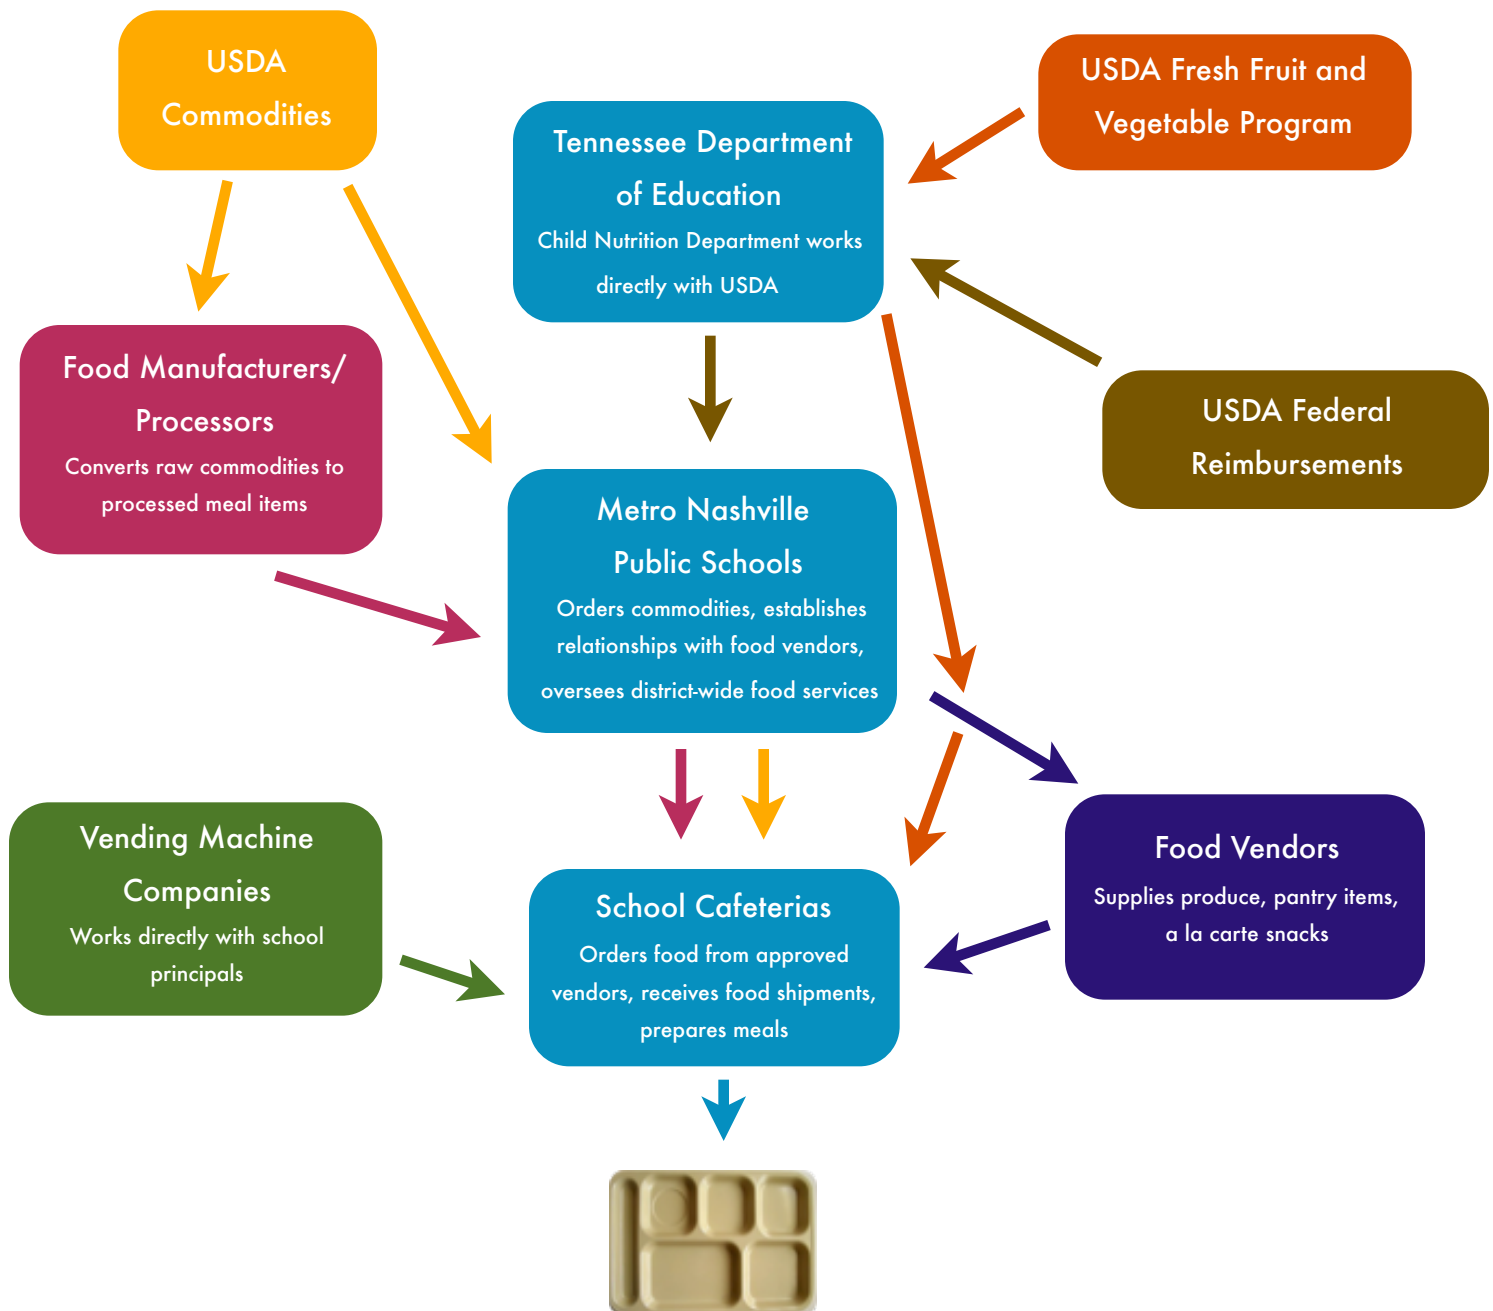 USDA
Commodities
USDA Fresh Fruit and
Vegetable Program
Tennessee Department
of Education
Child Nutrition Department works
directly with USDA
Food Manufacturers/
Processors
Converts raw commodities to
processed meal items
USDA Federal
Reimbursements
Metro Nashville
Public Schools
Orders commodities, establishes
relationships with food vendors,
oversees district-wide food services
Vending Machine
Companies
Works directly with school
principals
Food Vendors
Supplies produce, pantry items,
a la carte snacks
School Cafeterias
Orders food from approved
vendors, receives food shipments,
prepares meals